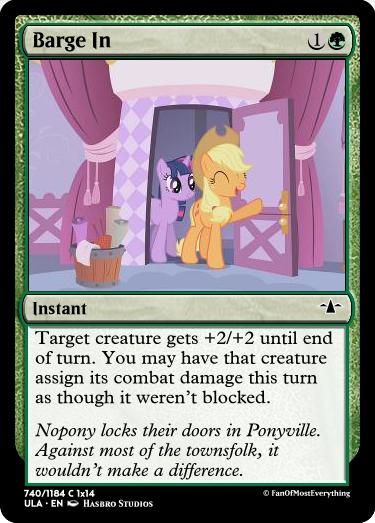 Barge In 1
Instant
Target creature gets +2/+2 until end
of turn. You may have that creature
assign its combat damage this turn
as though it weren't blocked.
Nopony locks their doors in Ponyville.
Against most of the townsfolk, it
wouldn't make a difference.
740/1184 C 1x14
ULA • EN Hasbro Studios
© FanOfMostEverything